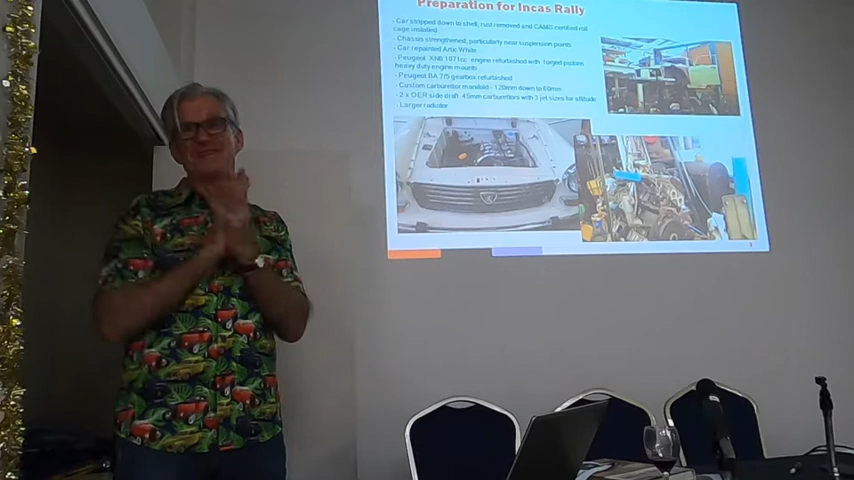 Preparation for Incas Rally
- Car stripped down to shell, rust removed and CAMS certified roll
cage installed
- Chassis strengthened, particularly near suspension points
- Car repainted Artic White
- Peugeot XN6 1971cc engine refurbished with forged pistons
heavy duty engine mounts
- Peugeot BA 7/5 gearbox refurbished
- Custom carburettor manifold - 120mm down to 60mm
- 2 x OER side draft 45mm carburettors with 3 jet sizes for altitude
- Larger radiator